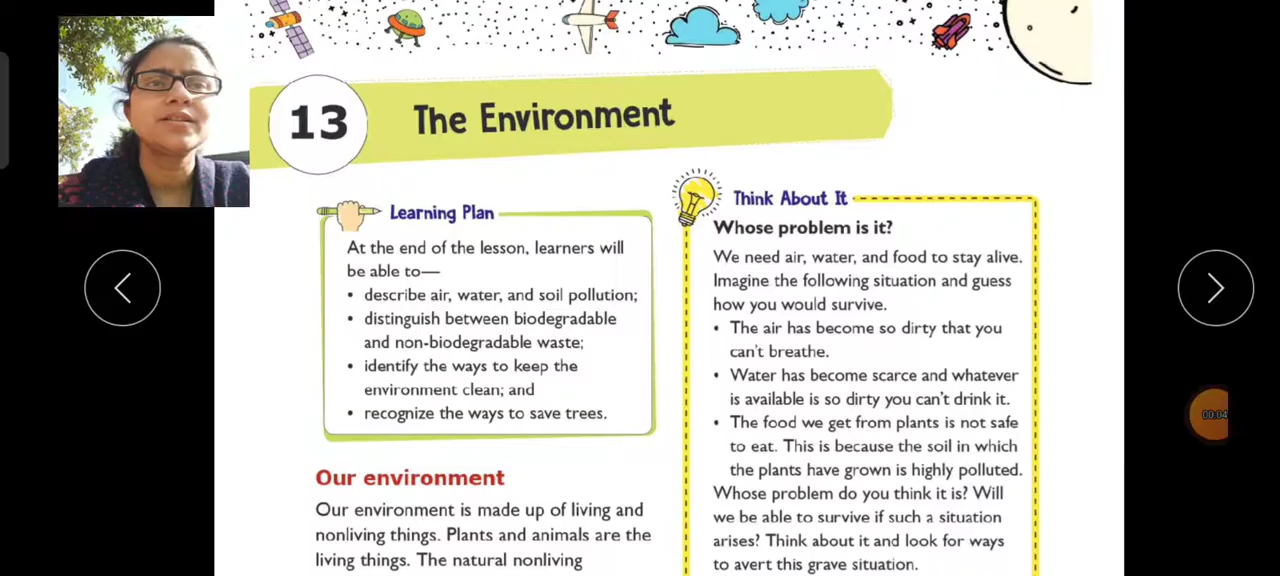 13
The Environment
Learning Plan
At the end of the lesson, learners will
be able to—
• describe air, water, and soil pollution;
• distinguish between biodegradable
and non-biodegradable waste;
• identify the ways to keep the
environment clean; and
• recognize the ways to save trees.
Our environment
Our environment is made up of living and
nonliving things. Plants and animals are the
living things. The natural nonliving
Think About It
Whose problem is it?
We need air, water, and food to stay alive.
Imagine the following situation and guess
how you would survive.
• The air has become so dirty that you
can't breathe.
• Water has become scarce and whatever
is available is so dirty you can't drink it.
• The food we get from plants is not safe
to eat. This is because the soil in which
the plants have grown is highly polluted.
Whose problem do you think it is? Will
we be able to survive if such a situation
arises? Think about it and look for ways
to avert this grave situation.
00:04